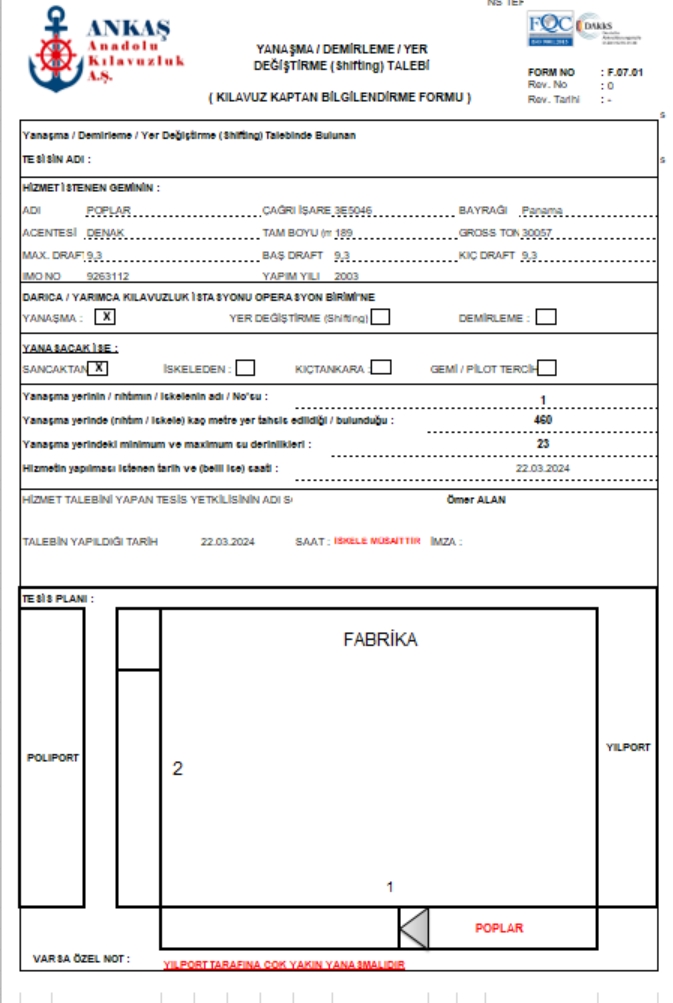 NS TEF
ANKAŞ
Anadolu
Kılavuzluk
A.Ş.
FQC
DAkkS
ISO 9001:2015
YANAŞMA / DEMİRLEME / YER
DEĞİŞTİRME (Shifting) TALEBİ
( KILAVUZ KAPTAN BİLGİLENDİRME FORMU )
FORM NO : F.07.01
Rev. No : 0
Rev. Tarihi : -
s
Yanaşma / Demirleme / Yer Değiştirme (Shifting) Talebinde Bulunan
TESİSİN ADI :
s
HİZMET İSTENEN GEMİNİN :
ADI POPLAR ÇAĞRI İŞARE 3E5046 BAYRAĞI Panama
ACENTESİ DENAK TAM BOYU (m 189 GROSS TON 30057
MAX. DRAFT 9,3 BAŞ DRAFT 9,3 KIÇ DRAFT 9,3
IMO NO 9263112 YAPIM YILI 2003
DARICA / YARIMCA KILAVUZLUK İSTASYONU OPERASYON BİRİMİ'NE
YANAŞMA : X YER DEĞİŞTİRME (Shifting) DEMİRLEME :
YANAŞACAK İSE :
SANCAKTAN X İSKELEDEN : KIÇTANKARA : GEMİ / PİLOT TERCİH
Yanaşma yerinin / rıhtımın / iskelenin adı / No'su : 1
Yanaşma yerinde (rıhtım / iskele) kaç metre yer tahsis edildiği / bulunduğu : 460
Yanaşma yerindeki minimum ve maximum su derinlikleri : 23
Hizmetin yapılması istenen tarih ve (belli ise) saati : 22.03.2024
HİZMET TALEBİNİ YAPAN TESİS YETKİLİSİNİN ADI S Ömer ALAN
TALEBİN YAPILDIĞI TARİH 22.03.2024 SAAT : İSKELE MÜSAİTTİR İMZA :
TESİS PLANI :
FABRİKA
POLIPORT
YILPORT
2
1
POPLAR
VARSA ÖZEL NOT : YILPORT TARAFINA ÇOK YAKIN YANAŞMALIDIR